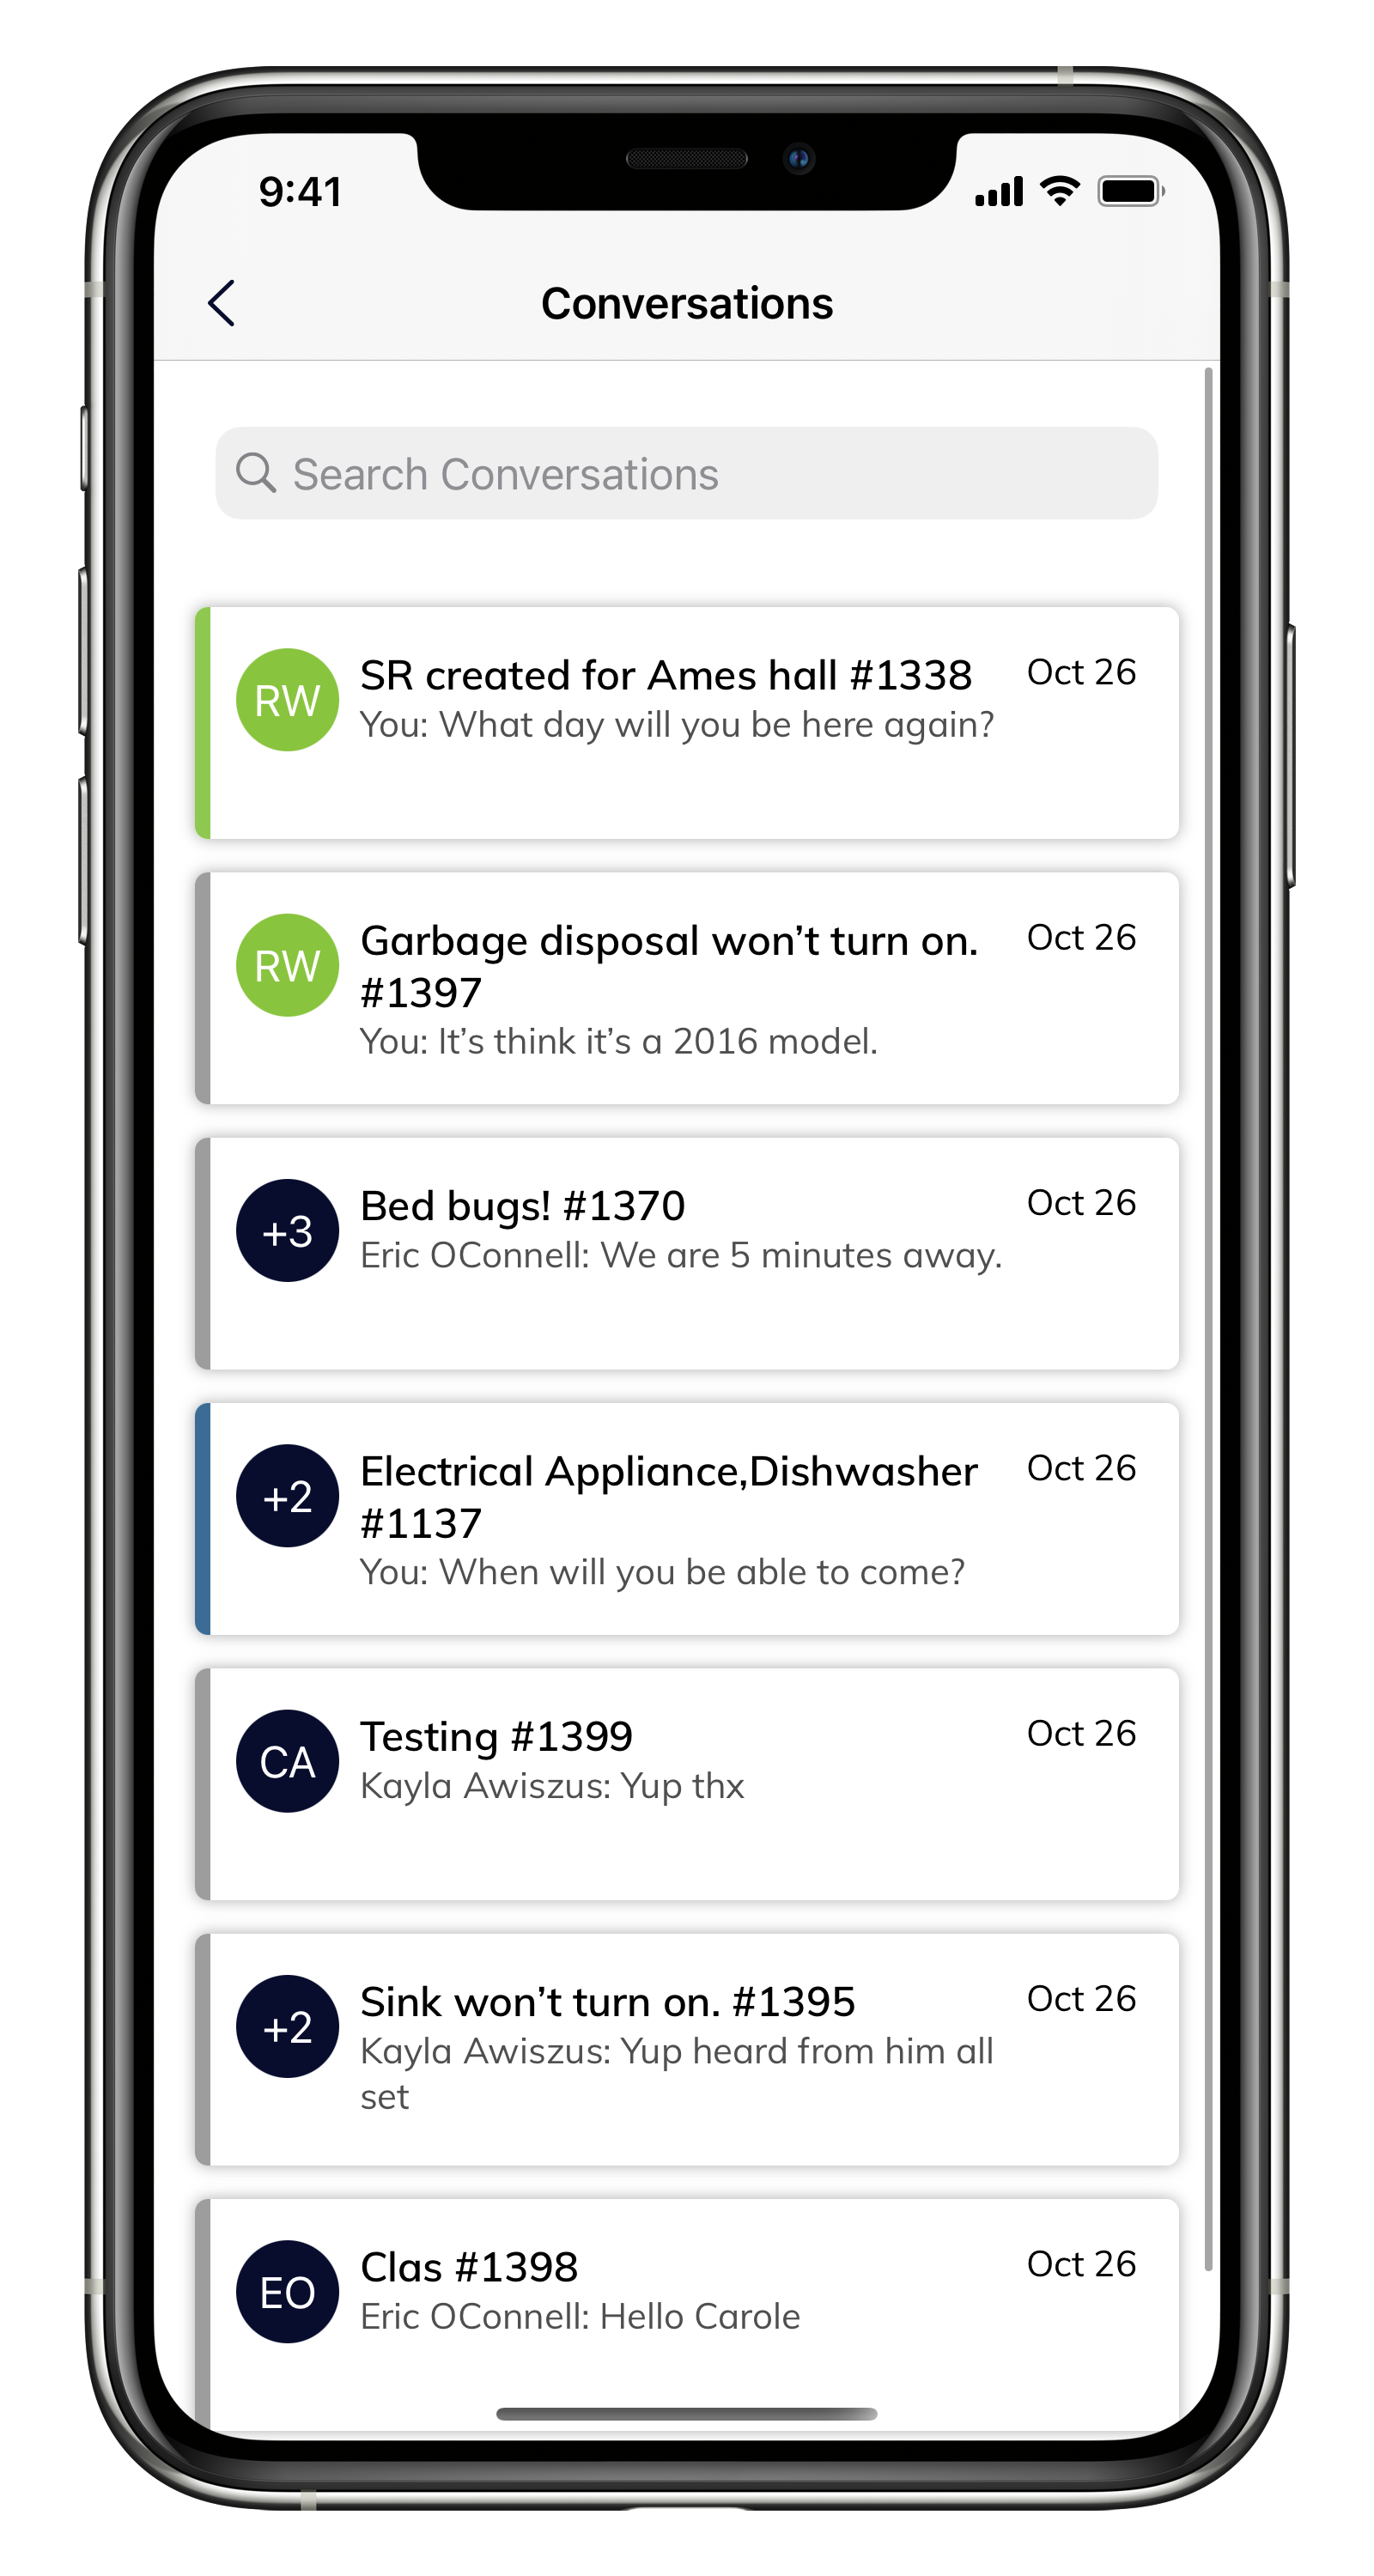 9:41
Conversations
Search Conversations
RW
SR created for Ames hall #1338
Oct 26
You: What day will you be here again?
RW
Garbage disposal won’t turn on.
Oct 26
#1397
You: It’s think it’s a 2016 model.
+3
Bed bugs! #1370
Oct 26
Eric OConnell: We are 5 minutes away.
+2
Electrical Appliance,Dishwasher
Oct 26
#1137
You: When will you be able to come?
CA
Testing #1399
Oct 26
Kayla Awiszus: Yup thx
+2
Sink won’t turn on. #1395
Oct 26
Kayla Awiszus: Yup heard from him all
set
EO
Clas #1398
Oct 26
Eric OConnell: Hello Carole